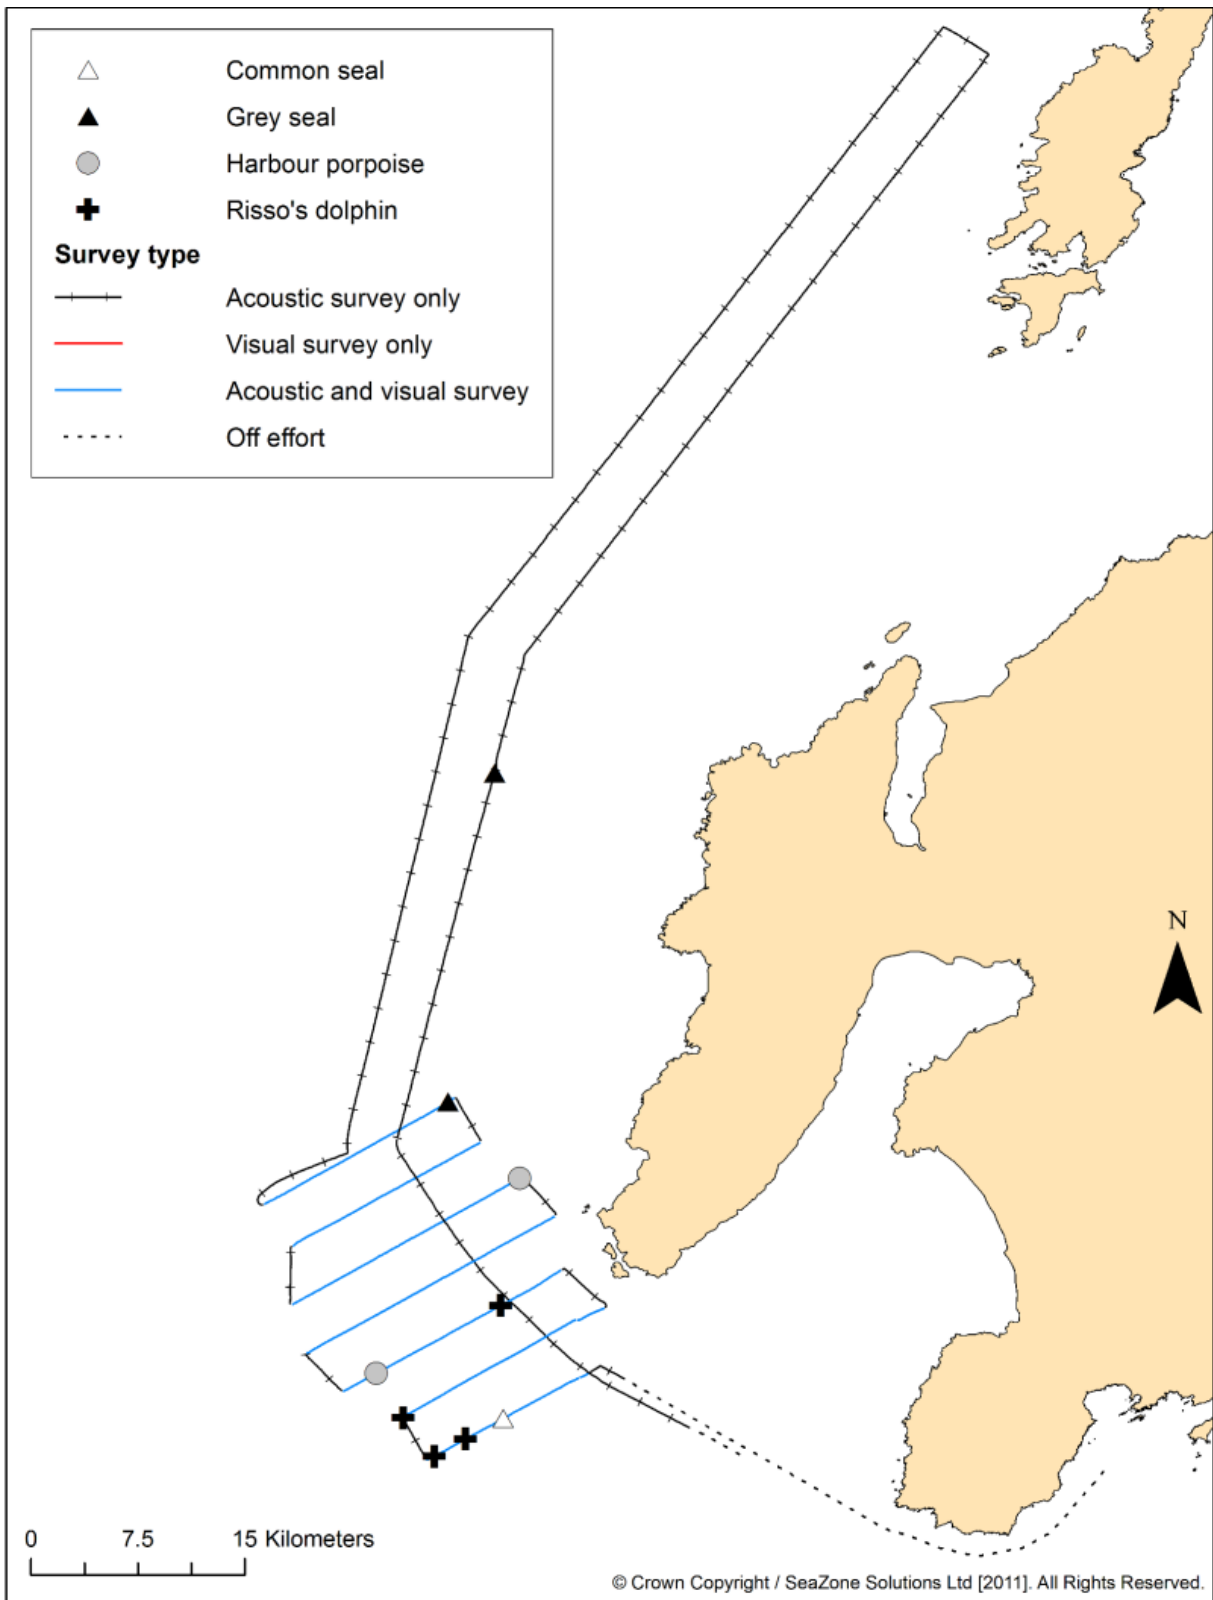 Common seal
Grey seal
Harbour porpoise
Risso's dolphin
Survey type
Acoustic survey only
Visual survey only
Acoustic and visual survey
Off effort
N
0 7.5 15 Kilometers
© Crown Copyright / SeaZone Solutions Ltd [2011]. All Rights Reserved.